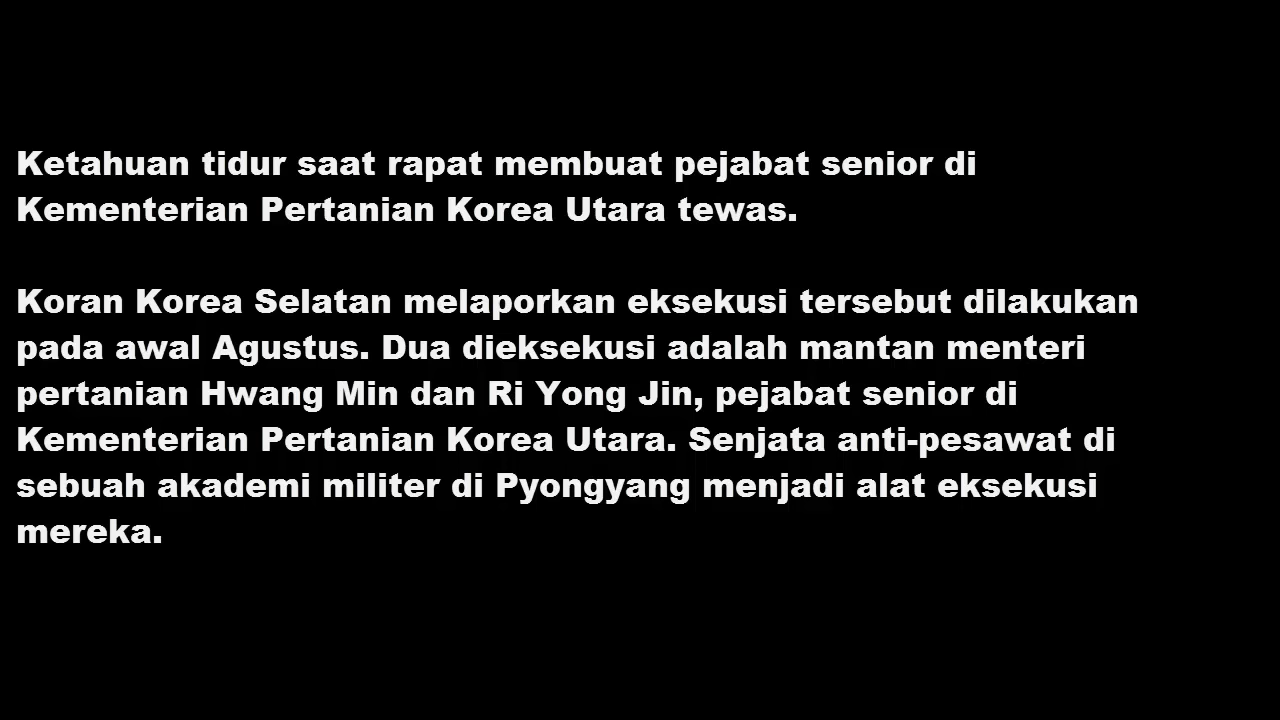 Ketahuan tidur saat rapat membuat pejabat senior di
Kementerian Pertanian Korea Utara tewas.
Koran Korea Selatan melaporkan eksekusi tersebut dilakukan
pada awal Agustus. Dua dieksekusi adalah mantan menteri
pertanian Hwang Min dan Ri Yong Jin, pejabat senior di
Kementerian Pertanian Korea Utara. Senjata anti-pesawat di
sebuah akademi militer di Pyongyang menjadi alat eksekusi
mereka.